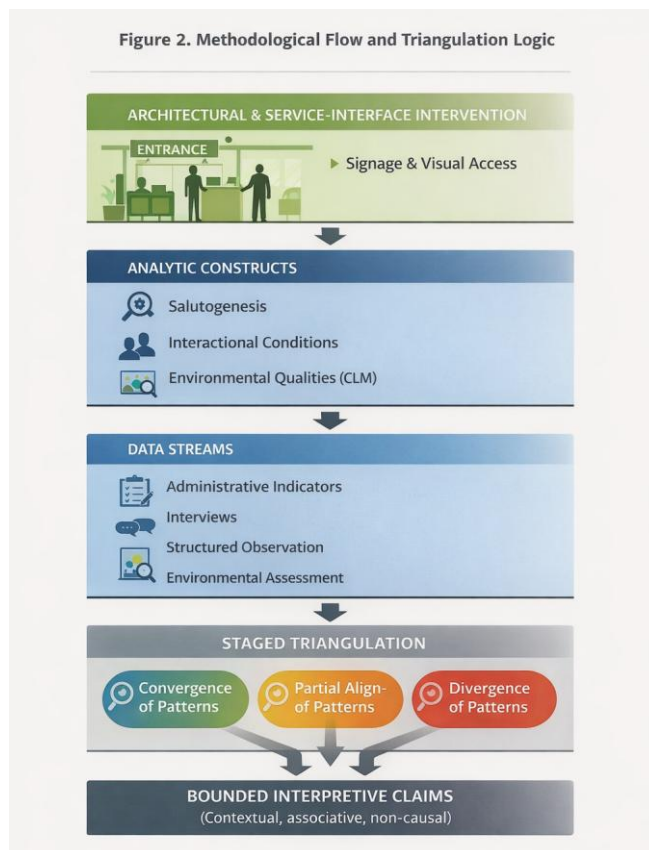 Figure 2. Methodological Flow and Triangulation Logic
ARCHITECTURAL & SERVICE-INTERFACE INTERVENTION
ENTRANCE
Signage & Visual Access
ANALYTIC CONSTRUCTS
Salutogenesis
Interactional Conditions
Environmental Qualities (CLM)
DATA STREAMS
Administrative Indicators
Interviews
Structured Observation
Environmental Assessment
STAGED TRIANGULATION
Convergence
of Patterns
Partial Align-
of Patterns
Divergence
of Patterns
BOUNDED INTERPRETIVE CLAIMS
(Contextual, associative, non-causal)